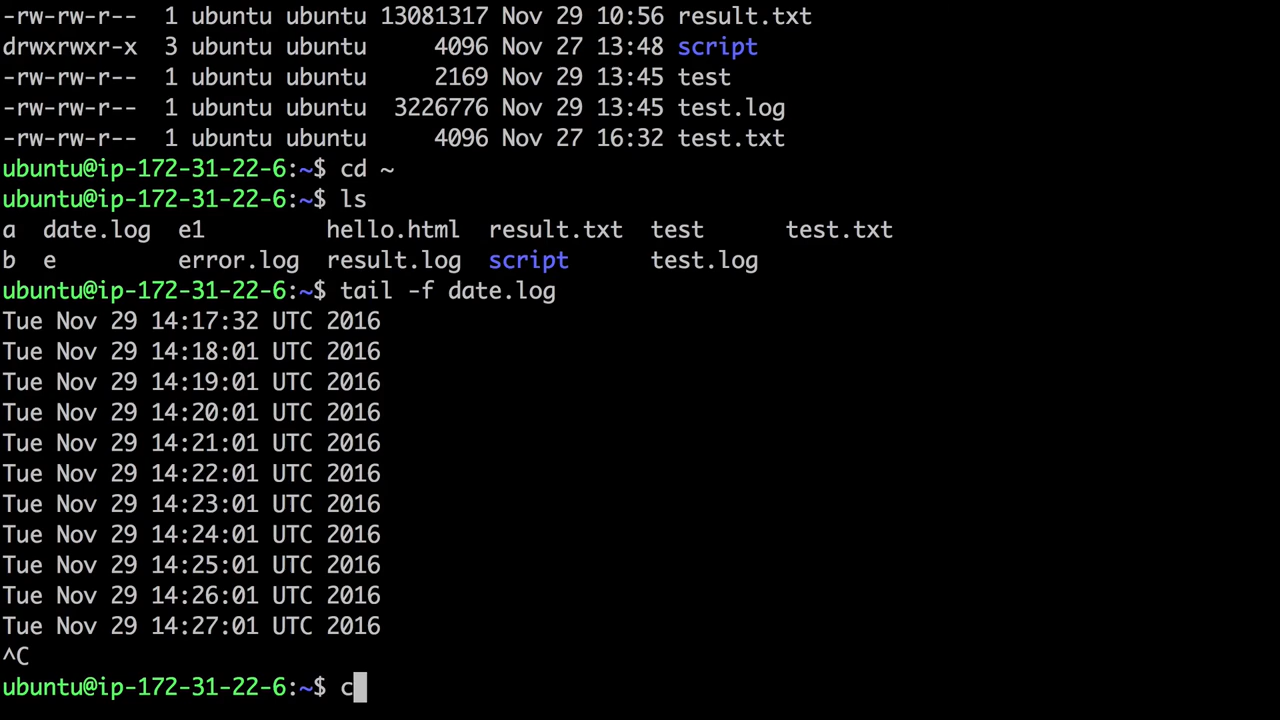 -rw-rw-r--  1 ubuntu ubuntu 13081317 Nov 29 10:56 result.txt
drwxrwxr-x  3 ubuntu ubuntu     4096 Nov 27 13:48 script
-rw-rw-r--  1 ubuntu ubuntu     2169 Nov 29 13:45 test
-rw-rw-r--  1 ubuntu ubuntu  3226776 Nov 29 13:45 test.log
-rw-rw-r--  1 ubuntu ubuntu     4096 Nov 27 16:32 test.txt
ubuntu@ip-172-31-22-6:~$ cd ~
ubuntu@ip-172-31-22-6:~$ ls
a  date.log  e1         hello.html  result.txt  test      test.txt
b  e         error.log  result.log  script      test.log
ubuntu@ip-172-31-22-6:~$ tail -f date.log
Tue Nov 29 14:17:32 UTC 2016
Tue Nov 29 14:18:01 UTC 2016
Tue Nov 29 14:19:01 UTC 2016
Tue Nov 29 14:20:01 UTC 2016
Tue Nov 29 14:21:01 UTC 2016
Tue Nov 29 14:22:01 UTC 2016
Tue Nov 29 14:23:01 UTC 2016
Tue Nov 29 14:24:01 UTC 2016
Tue Nov 29 14:25:01 UTC 2016
Tue Nov 29 14:26:01 UTC 2016
Tue Nov 29 14:27:01 UTC 2016
^C
ubuntu@ip-172-31-22-6:~$ c